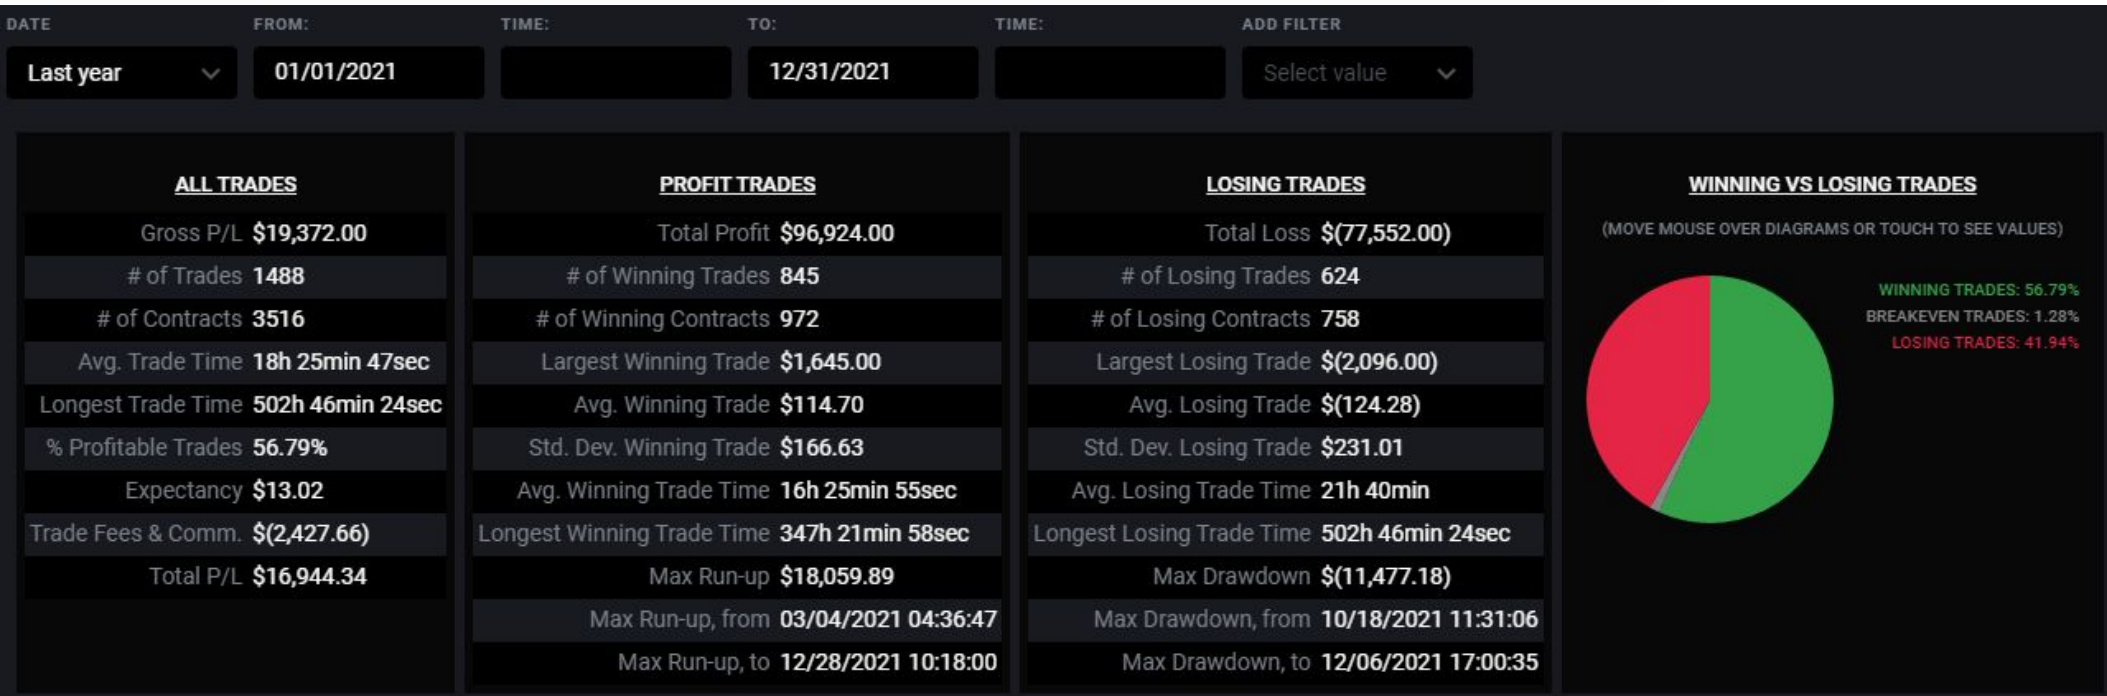 DATE FROM: TIME: TO: TIME: ADD FILTER
Last year 01/01/2021 12/31/2021 Select value
ALL TRADES
Gross P/L $19,372.00
# of Trades 1488
# of Contracts 3516
Avg. Trade Time 18h 25min 47sec
Longest Trade Time 502h 46min 24sec
% Profitable Trades 56.79%
Expectancy $13.02
Trade Fees & Comm. $(2,427.66)
Total P/L $16,944.34
PROFIT TRADES
Total Profit $96,924.00
# of Winning Trades 845
# of Winning Contracts 972
Largest Winning Trade $1,645.00
Avg. Winning Trade $114.70
Std. Dev. Winning Trade $166.63
Avg. Winning Trade Time 16h 25min 55sec
Longest Winning Trade Time 347h 21min 58sec
Max Run-up $18,059.89
Max Run-up, from 03/04/2021 04:36:47
Max Run-up, to 12/28/2021 10:18:00
LOSING TRADES
Total Loss $(77,552.00)
# of Losing Trades 624
# of Losing Contracts 758
Largest Losing Trade $(2,096.00)
Avg. Losing Trade $(124.28)
Std. Dev. Losing Trade $231.01
Avg. Losing Trade Time 21h 40min
Longest Losing Trade Time 502h 46min 24sec
Max Drawdown $(11,477.18)
Max Drawdown, from 10/18/2021 11:31:06
Max Drawdown, to 12/06/2021 17:00:35
WINNING VS LOSING TRADES
(MOVE MOUSE OVER DIAGRAMS OR TOUCH TO SEE VALUES)
WINNING TRADES: 56.79%
BREAKEVEN TRADES: 1.28%
LOSING TRADES: 41.94%